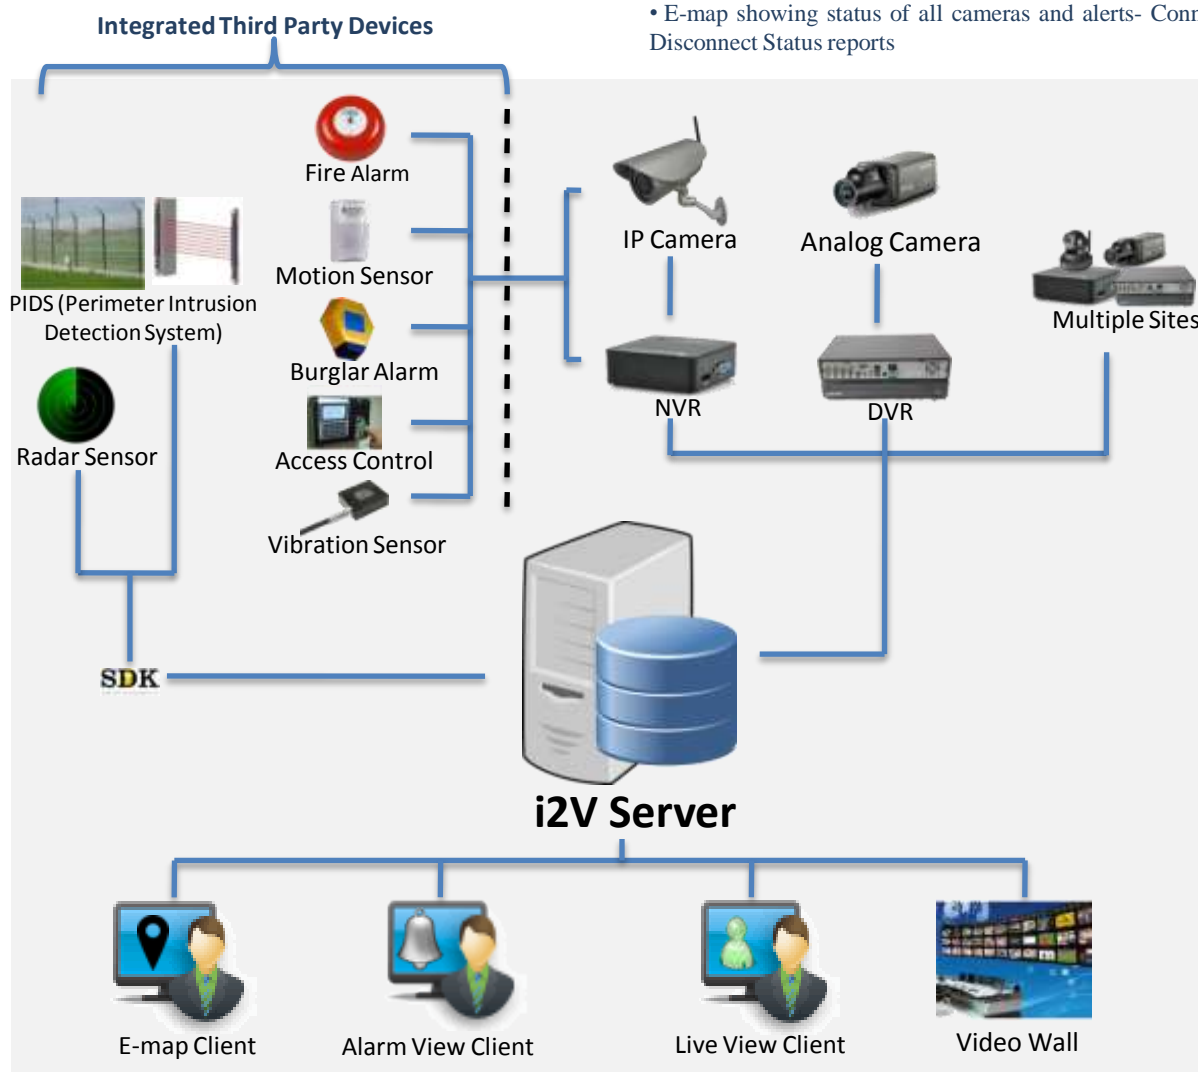 • E-map showing status of all cameras and alerts- Conn
Disconnect Status reports
Integrated Third Party Devices
Fire Alarm
Motion Sensor
Burglar Alarm
Access Control
Vibration Sensor
PIDS (Perimeter Intrusion
Detection System)
Radar Sensor
SDK
IP Camera
Analog Camera
Multiple Sites
NVR
DVR
i2V Server
E-map Client
Alarm View Client
Live View Client
Video Wall